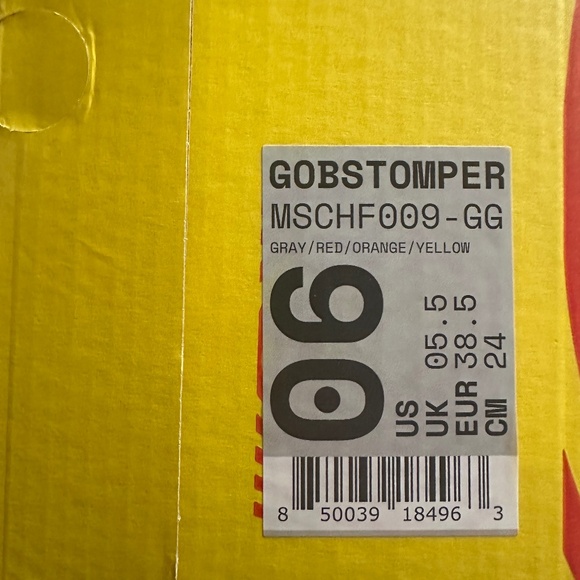 GOBSTOMPER
MSCHF009-GG
GRAY/RED/ORANGE/YELLOW
06 US
05.5 UK
38.5 EUR
24 CM
8 50039 18496 3